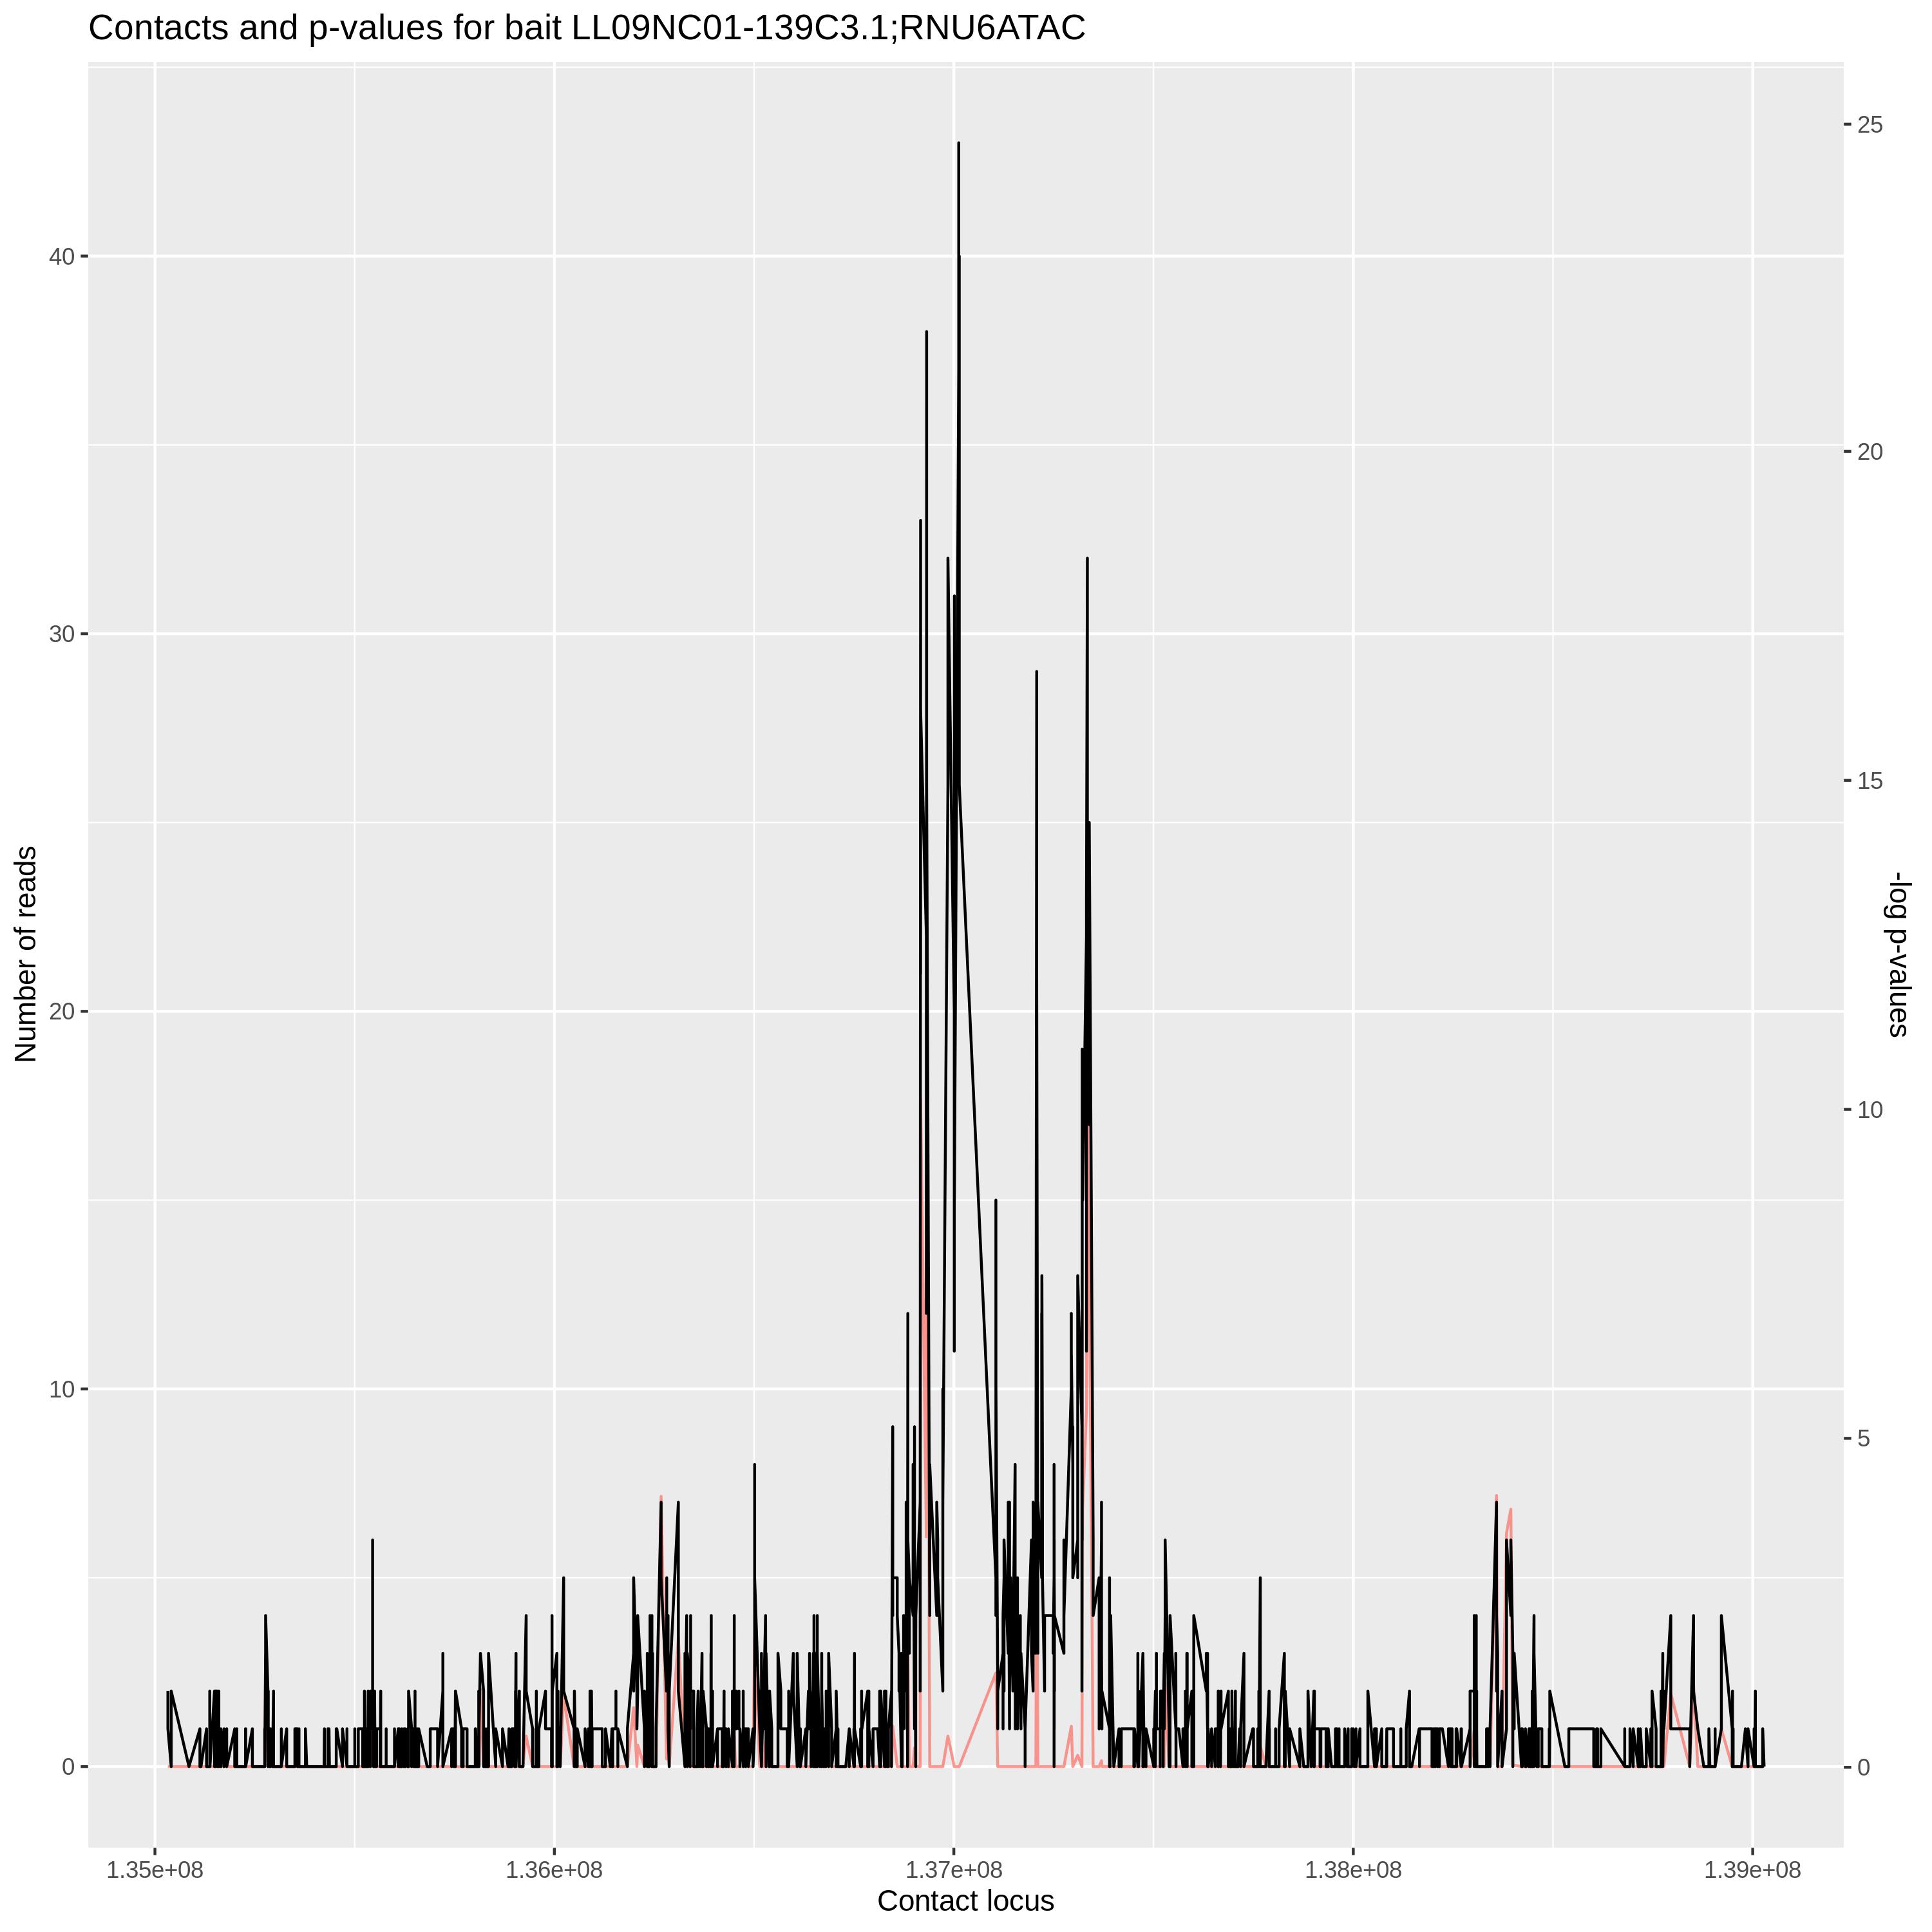 Contacts and p-values for bait LL09NC01-139C3.1;RNU6ATAC
Number of reads
40
30
20
10
0
25
20
15
10
5
0
-log p-values
1.35e+08 1.36e+08 1.37e+08 1.38e+08 1.39e+08
Contact locus